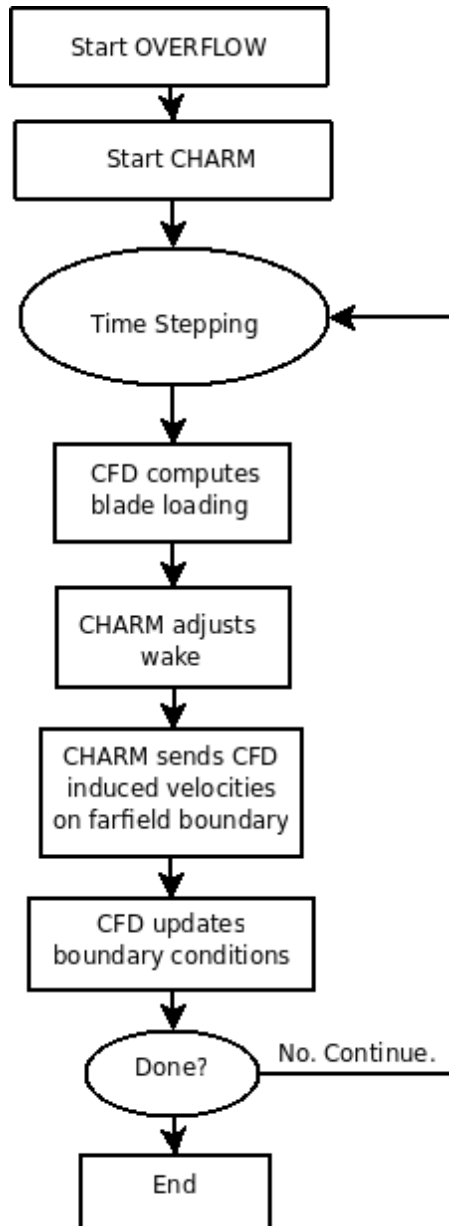 Start OVERFLOW
Start CHARM
Time Stepping
CFD computes
blade loading
CHARM adjusts
wake
CHARM sends CFD
induced velocities
on farfield boundary
CFD updates
boundary conditions
Done?
No. Continue.
End